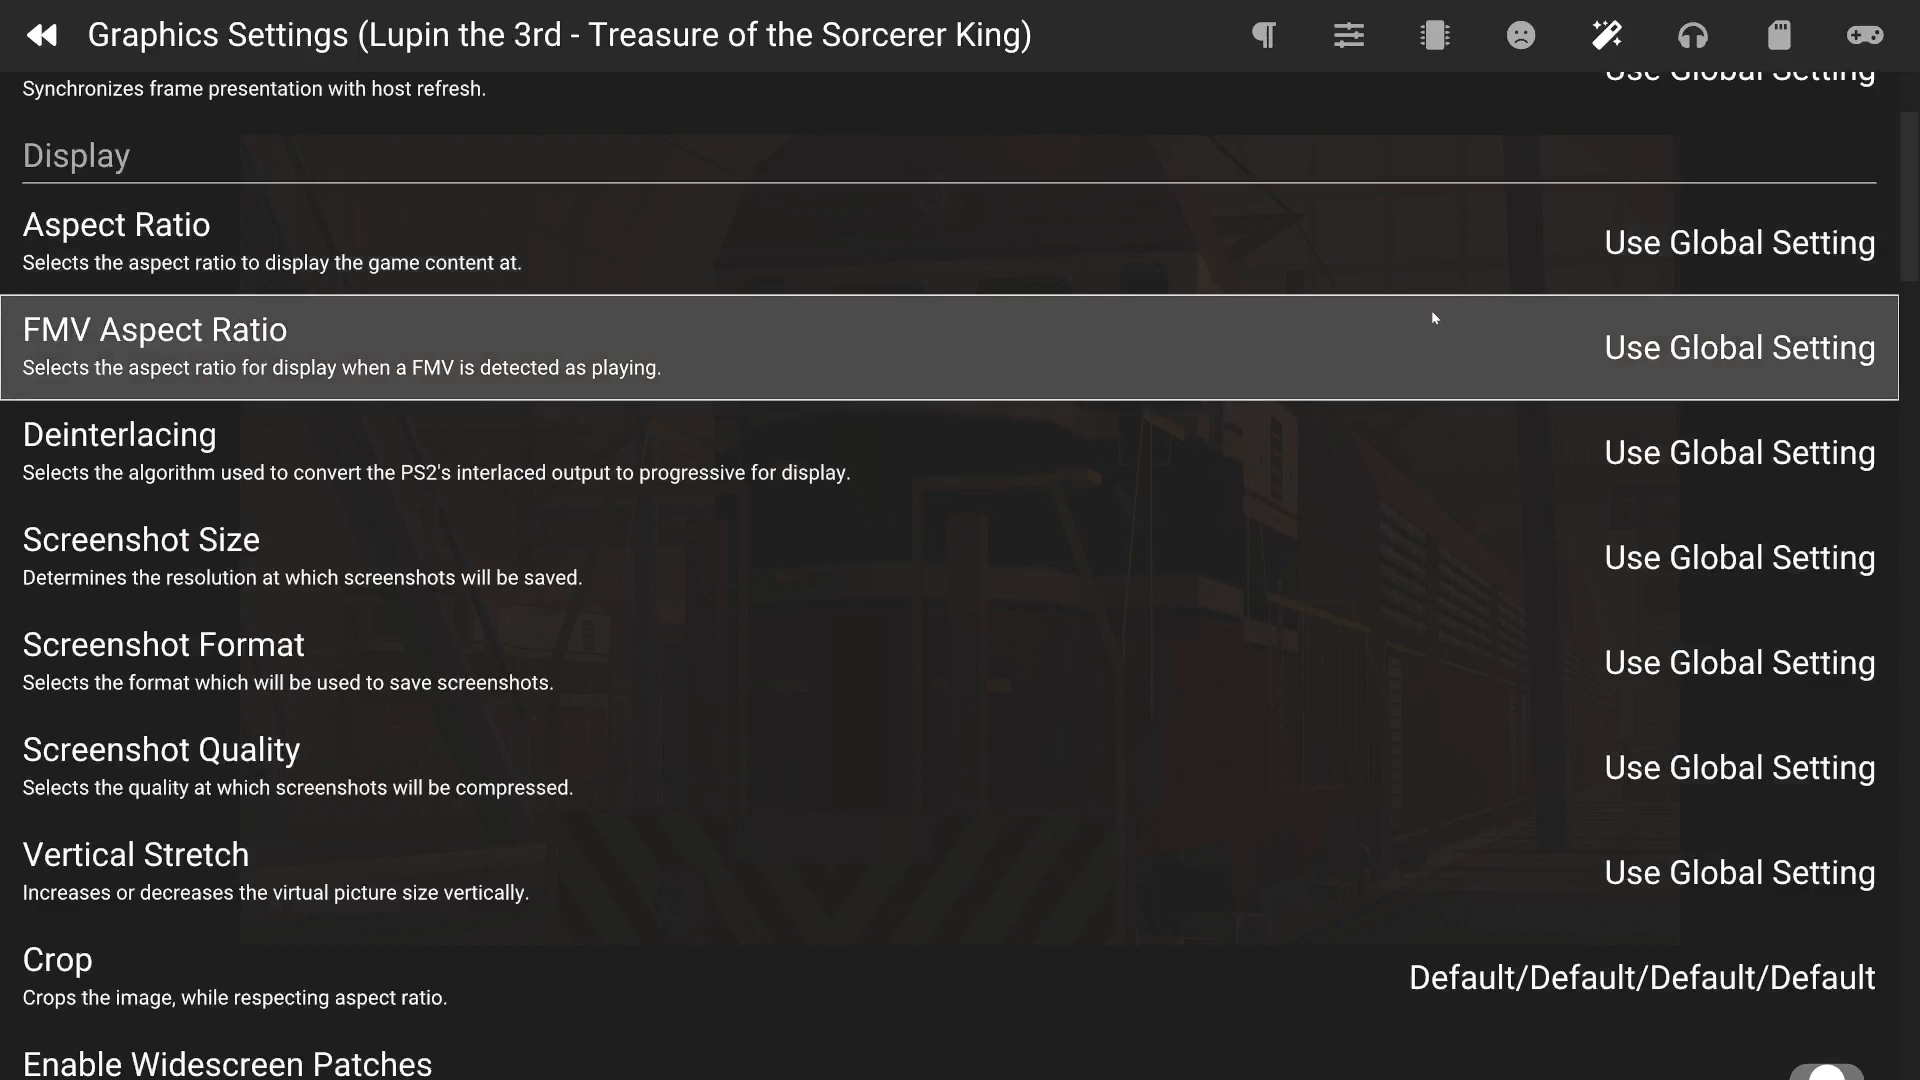 Graphics Settings (Lupin the 3rd - Treasure of the Sorcerer King)
Use Global Setting
Synchronizes frame presentation with host refresh.
Display
Aspect Ratio
Selects the aspect ratio to display the game content at.
Use Global Setting
FMV Aspect Ratio
Selects the aspect ratio for display when a FMV is detected as playing.
Use Global Setting
Deinterlacing
Selects the algorithm used to convert the PS2's interlaced output to progressive for display.
Use Global Setting
Screenshot Size
Determines the resolution at which screenshots will be saved.
Use Global Setting
Screenshot Format
Selects the format which will be used to save screenshots.
Use Global Setting
Screenshot Quality
Selects the quality at which screenshots will be compressed.
Use Global Setting
Vertical Stretch
Increases or decreases the virtual picture size vertically.
Use Global Setting
Crop
Crops the image, while respecting aspect ratio.
Default/Default/Default/Default
Enable Widescreen Patches